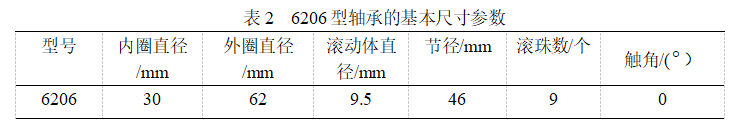 表 2 6206 型轴承的基本尺寸参数
型号 内圈直径/mm 外圈直径/mm 滚动体直径/mm 节径/mm 滚珠数/个 触角/(°)
6206 30 62 9.5 46 9 0